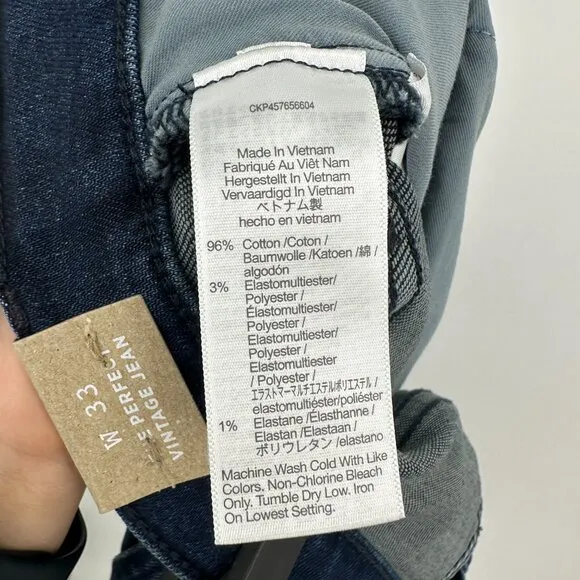 CKP457656604
Made In Vietnam
Fabriqué Au Viêt Nam
Hergestellt In Vietnam
Vervaardigd In Vietnam
ベトナム製
hecho en vietnam
96% Cotton /Coton /
Baumwolle /Katoen /綿 /
algodón
3% Elastomultiester/
Polyester /
Élastomultiester/
Polyester /
Elastomultiester/
Polyester /
Elastomultiester
/ Polyester /
エラストマーマルチエステル/ポリエステル /
elastomultiéster/poliéster
1% Elastane /Élasthanne /
Elastan /Elastaan /
ポリウレタン /elastano
Machine Wash Cold With Like
Colors. Non-Chlorine Bleach
Only. Tumble Dry Low. Iron
On Lowest Setting.
W 33
PERFECT
VINTAGE JEAN